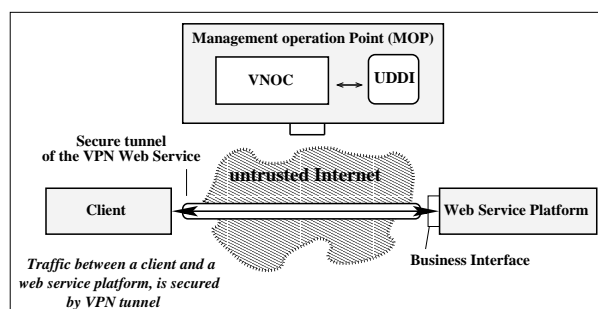 Management operation Point (MOP)
VNOC
UDDI
Secure tunnel
of the VPN Web Service
untrusted Internet
Client
Web Service Platform
Business Interface
Traffic between a client and a
web service platform, is secured
by VPN tunnel